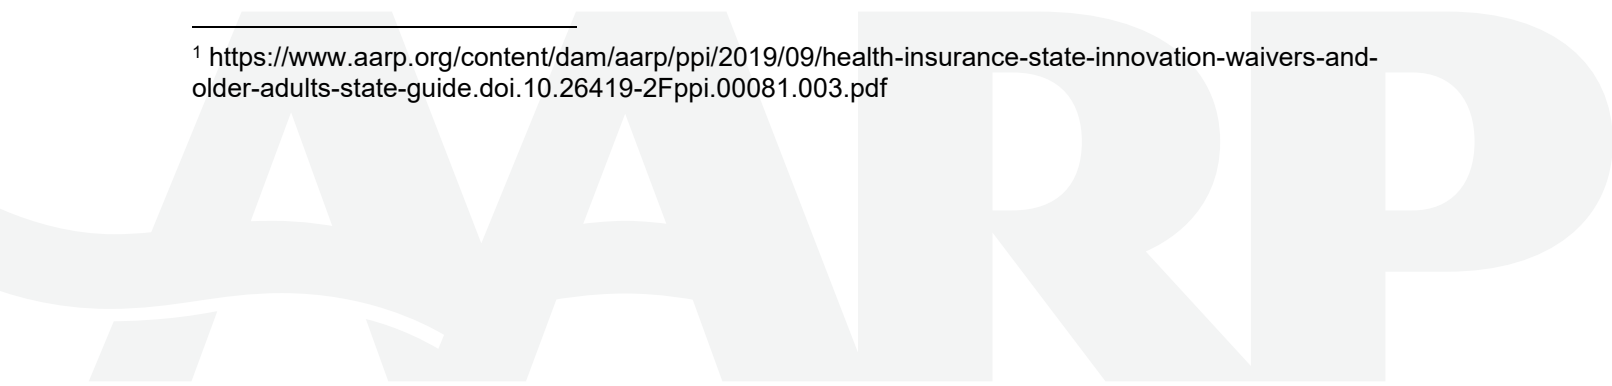 1 https://www.aarp.org/content/dam/aarp/ppi/2019/09/health-insurance-state-innovation-waivers-and-
older-adults-state-guide.doi.10.26419-2Fppi.00081.003.pdf
AARP